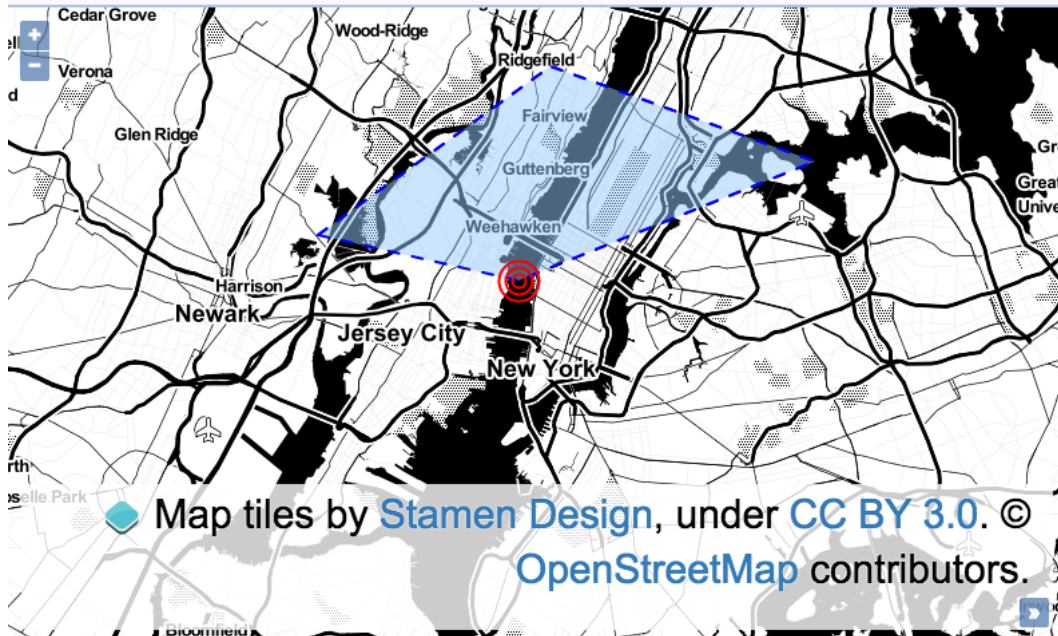 Cedar Grove
+
Wood-Ridge
−
Ridgefield
Verona
d
Fairview
Glen Ridge
Guttenberg
Great
Weehawken
Harrison
Newark
Jersey City
New York
Map tiles by Stamen Design, under CC BY 3.0. ©
OpenStreetMap contributors.
»
Bloomfield